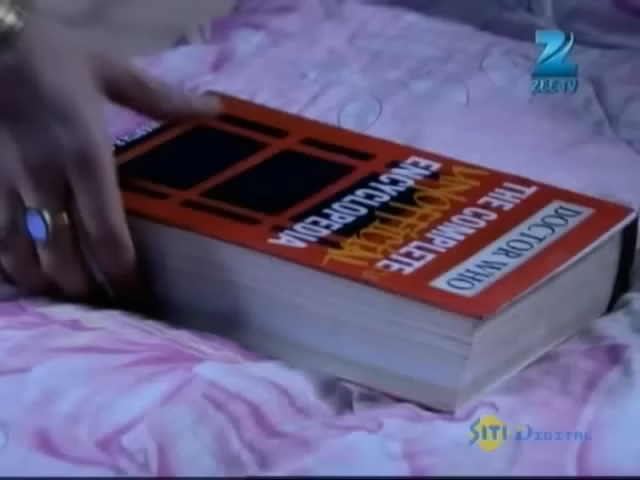 ZEE TV
DOCTOR WHO
THE COMPLETE
UNOFFICIAL
ENCYCLOPEDIA
SITI DIGITAL